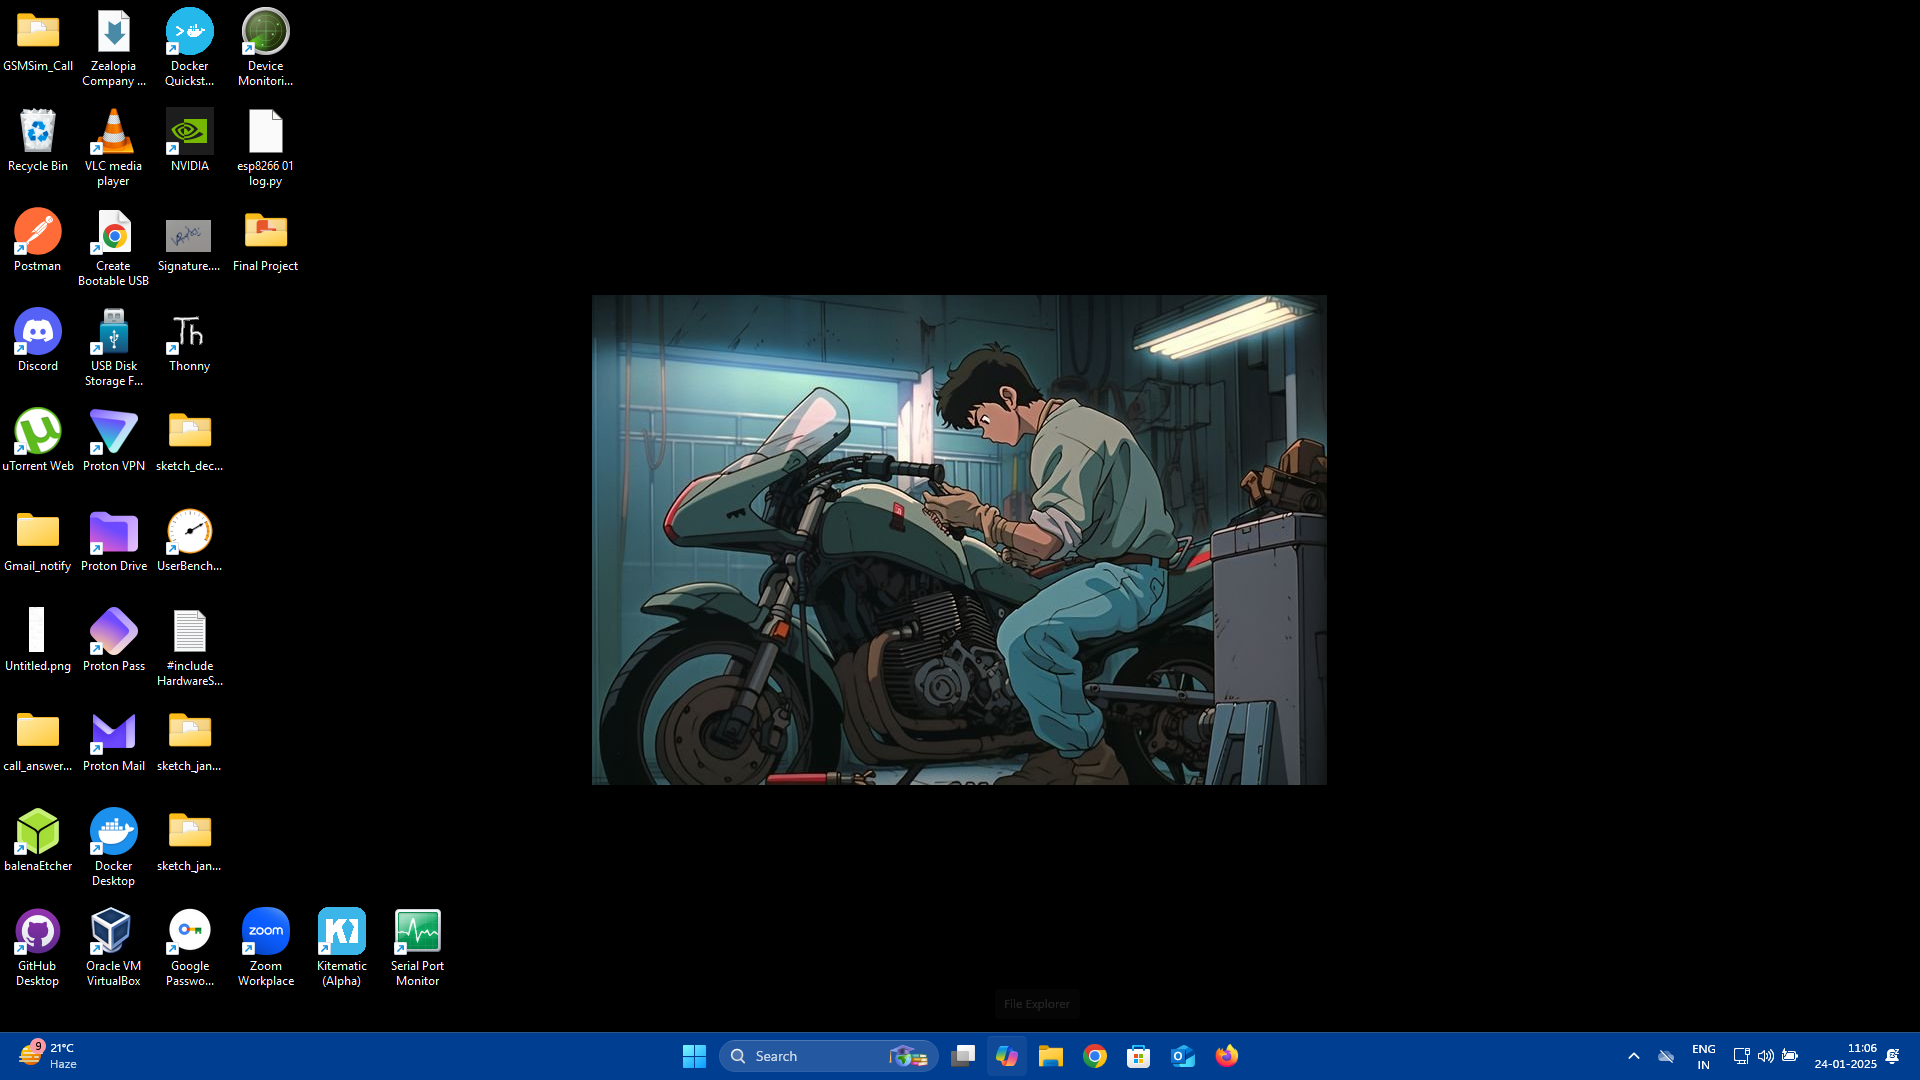 GSMSim_Call
Zealopia
Company ...
Docker
Quickst...
Device
Monitori...
Recycle Bin
VLC media
player
NVIDIA
esp8266 01
log.py
Postman
Create
Bootable USB
Signature....
Final Project
Discord
USB Disk
Storage F...
Th
Thonny
uTorrent Web
Proton VPN
sketch_dec...
Gmail_notify
Proton Drive
UserBench...
Untitled.png
Proton Pass
#include
HardwareS...
call_answer...
Proton Mail
sketch_jan...
balenaEtcher
Docker
Desktop
sketch_jan...
GitHub
Desktop
Oracle VM
VirtualBox
Google
Passwo...
zoom
Zoom
Workplace
Kitematic
(Alpha)
Serial Port
Monitor
File Explorer
9
21°C
Haze
Search
ENG
IN
11:06
24-01-2025